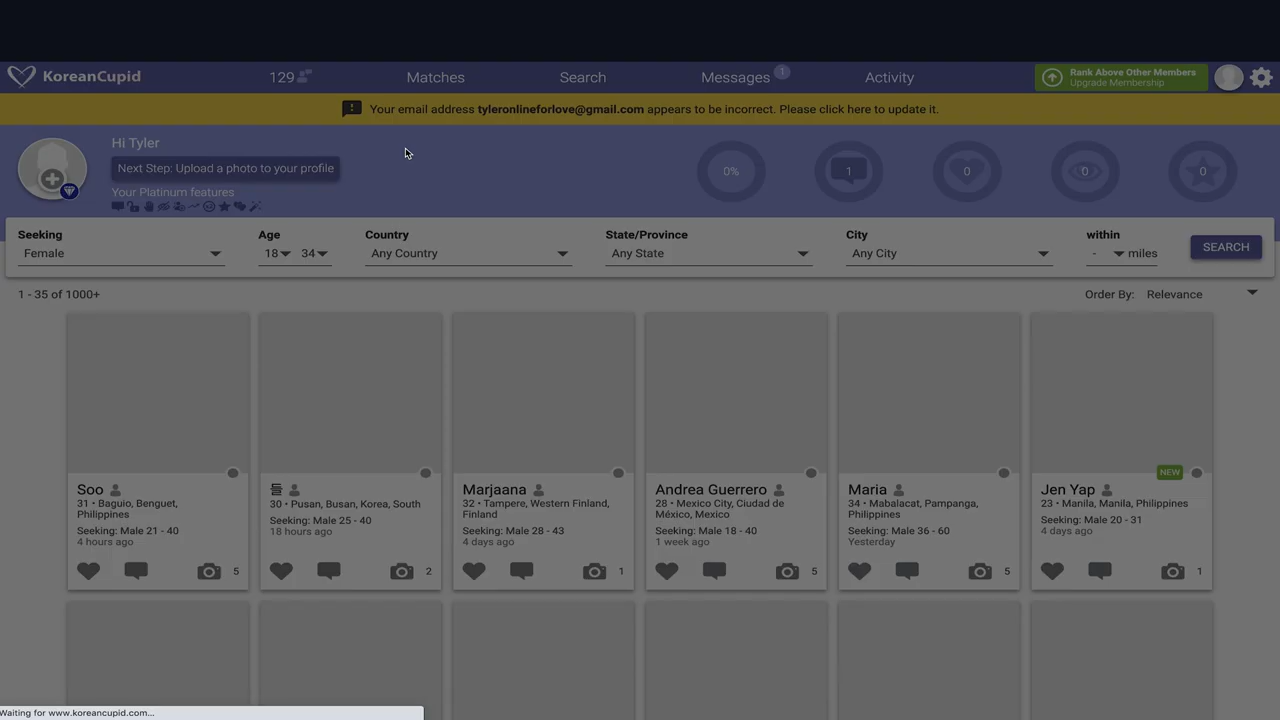 KoreanCupid
129
Matches
Search
Messages
1
Activity
Rank Above Other Members
Upgrade Membership
Your email address tyleronlineforlove@gmail.com appears to be incorrect. Please click here to update it.
Hi Tyler
Next Step: Upload a photo to your profile
Your Platinum features
0%
1
0
0
0
Seeking
Female
Age
18
34
Country
Any Country
State/Province
Any State
City
Any City
within
- miles
SEARCH
1 - 35 of 1000+
Order By: Relevance
Soo
31 • Baguio, Benguet,
Philippines
Seeking: Male 21 - 40
4 hours ago
5
들
30 • Pusan, Busan, Korea, South
Seeking: Male 25 - 40
18 hours ago
2
Marjaana
32 • Tampere, Western Finland,
Finland
Seeking: Male 28 - 43
4 days ago
1
Andrea Guerrero
28 • Mexico City, Ciudad de
México, Mexico
Seeking: Male 18 - 40
1 week ago
5
Maria
34 • Mabalacat, Pampanga,
Philippines
Seeking: Male 36 - 60
Yesterday
5
NEW
Jen Yap
23 • Manila, Manila, Philippines
Seeking: Male 20 - 31
4 days ago
1
Waiting for www.koreancupid.com...